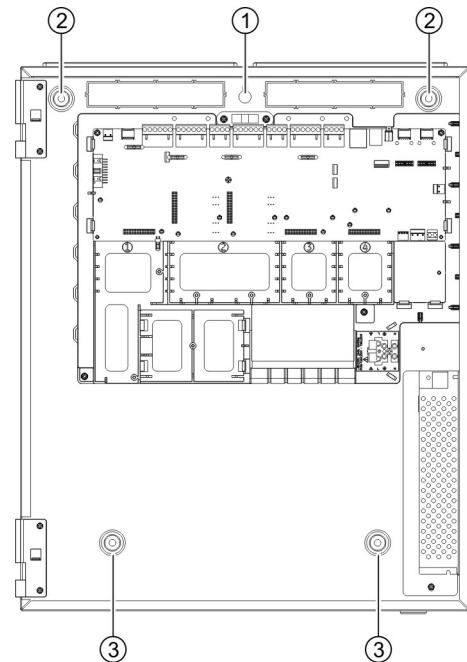 ② ① ②
① ② ③ ④
③ ③